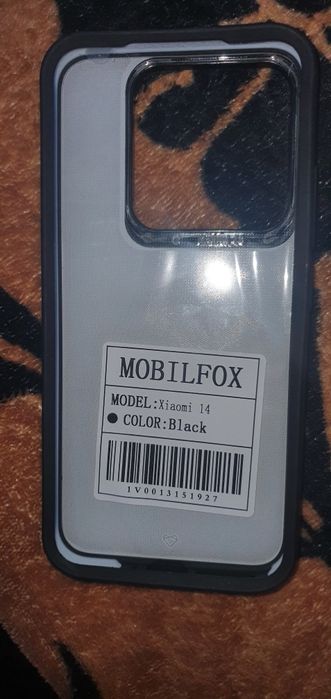 MOBILFOX
MODEL:Xiaomi 14
COLOR:Black
1V0013151927